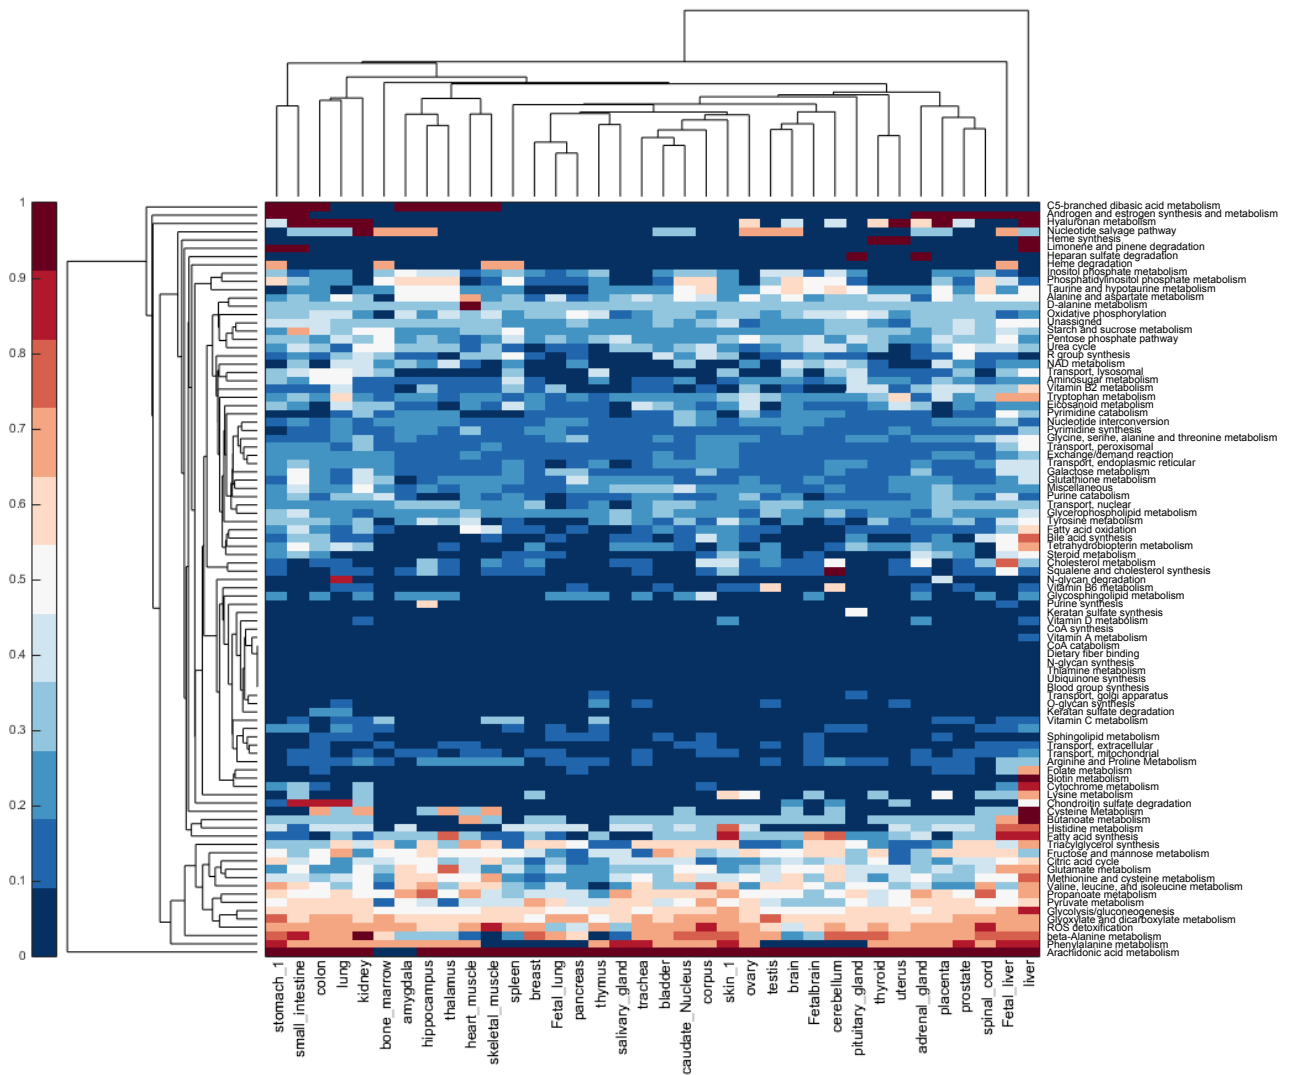 1
0.9
0.8
0.7
0.6
0.5
0.4
0.3
0.2
0.1
0
C5-branched dibasic acid metabolism
Androgen and estrogen synthesis and metabolism
Hyaluronan metabolism
Nucleotide salvage pathway
Heme synthesis
Limonene and pinene degradation
Heparan sulfate degradation
Heme degradation
Inositol phosphate metabolism
Phosphatidylinositol phosphate metabolism
Taurine and hypotaurine metabolism
Alanine and aspartate metabolism
D-alanine metabolism
Oxidative phosphorylation
Unassigned
Starch and sucrose metabolism
Pentose phosphate pathway
Urea cycle
R group synthesis
NAD metabolism
Transport, lysosomal
Aminosugar metabolism
Vitamin B2 metabolism
Tryptophan metabolism
Eicosanoid metabolism
Pyrimidine catabolism
Nucleotide interconversion
Pyrimidine synthesis
Glycine, serine, alanine and threonine metabolism
Transport, peroxisomal
Exchange/demand reaction
Transport, endoplasmic reticular
Galactose metabolism
Glutathione metabolism
Miscellaneous
Purine catabolism
Transport, nuclear
Glycerophospholipid metabolism
Tyrosine metabolism
Fatty acid oxidation
Bile acid synthesis
Tetrahydrobiopterin metabolism
Steroid metabolism
Cholesterol metabolism
Squalene and cholesterol synthesis
N-glycan degradation
Vitamin B6 metabolism
Glycosphingolipid metabolism
Purine synthesis
Keratan sulfate synthesis
Vitamin D metabolism
CoA synthesis
Vitamin A metabolism
CoA catabolism
Dietary fiber binding
N-glycan synthesis
Thiamine metabolism
Ubiquinone synthesis
Blood group synthesis
Transport, golgi apparatus
O-glycan synthesis
Keratan sulfate degradation
Vitamin C metabolism
Sphingolipid metabolism
Transport, extracellular
Transport, mitochondrial
Arginine and Proline Metabolism
Folate metabolism
Biotin metabolism
Cytochrome metabolism
Lysine metabolism
Chondroitin sulfate degradation
Cysteine Metabolism
Butanoate metabolism
Histidine metabolism
Fatty acid synthesis
Triacylglycerol synthesis
Fructose and mannose metabolism
Citric acid cycle
Glutamate metabolism
Methionine and cysteine metabolism
Valine, leucine, and isoleucine metabolism
Propanoate metabolism
Pyruvate metabolism
Glycolysis/gluconeogenesis
Glyoxylate and dicarboxylate metabolism
ROS detoxification
beta-Alanine metabolism
Phenylalanine metabolism
Arachidonic acid metabolism
stomach_1
small_intestine
colon
lung
kidney
bone_marrow
amygdala
hippocampus
thalamus
heart_muscle
skeletal_muscle
spleen
breast
Fetal_lung
pancreas
thymus
salivary_gland
trachea
bladder
caudate_Nucleus
corpus
skin_1
ovary
testis
brain
Fetalbrain
cerebellum
pituitary_gland
thyroid
uterus
adrenal_gland
placenta
prostate
spinal_cord
Fetal_liver
liver